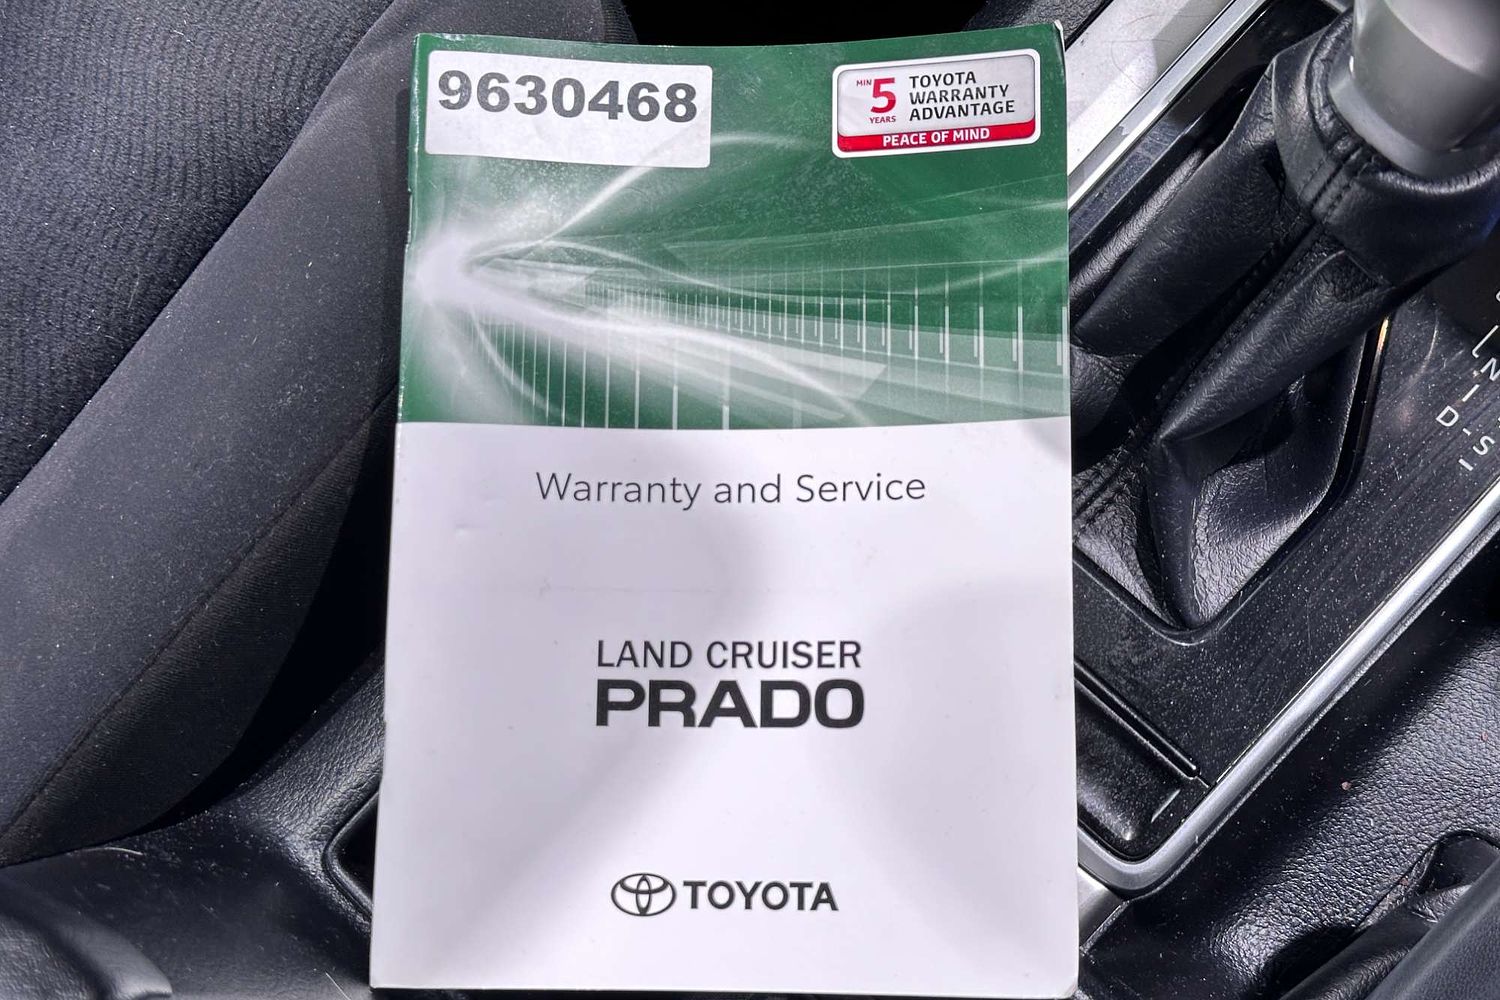 9630468
MIN 5 YEARS
TOYOTA
WARRANTY
ADVANTAGE
PEACE OF MIND
Warranty and Service
LAND CRUISER
PRADO
TOYOTA
N
D-S